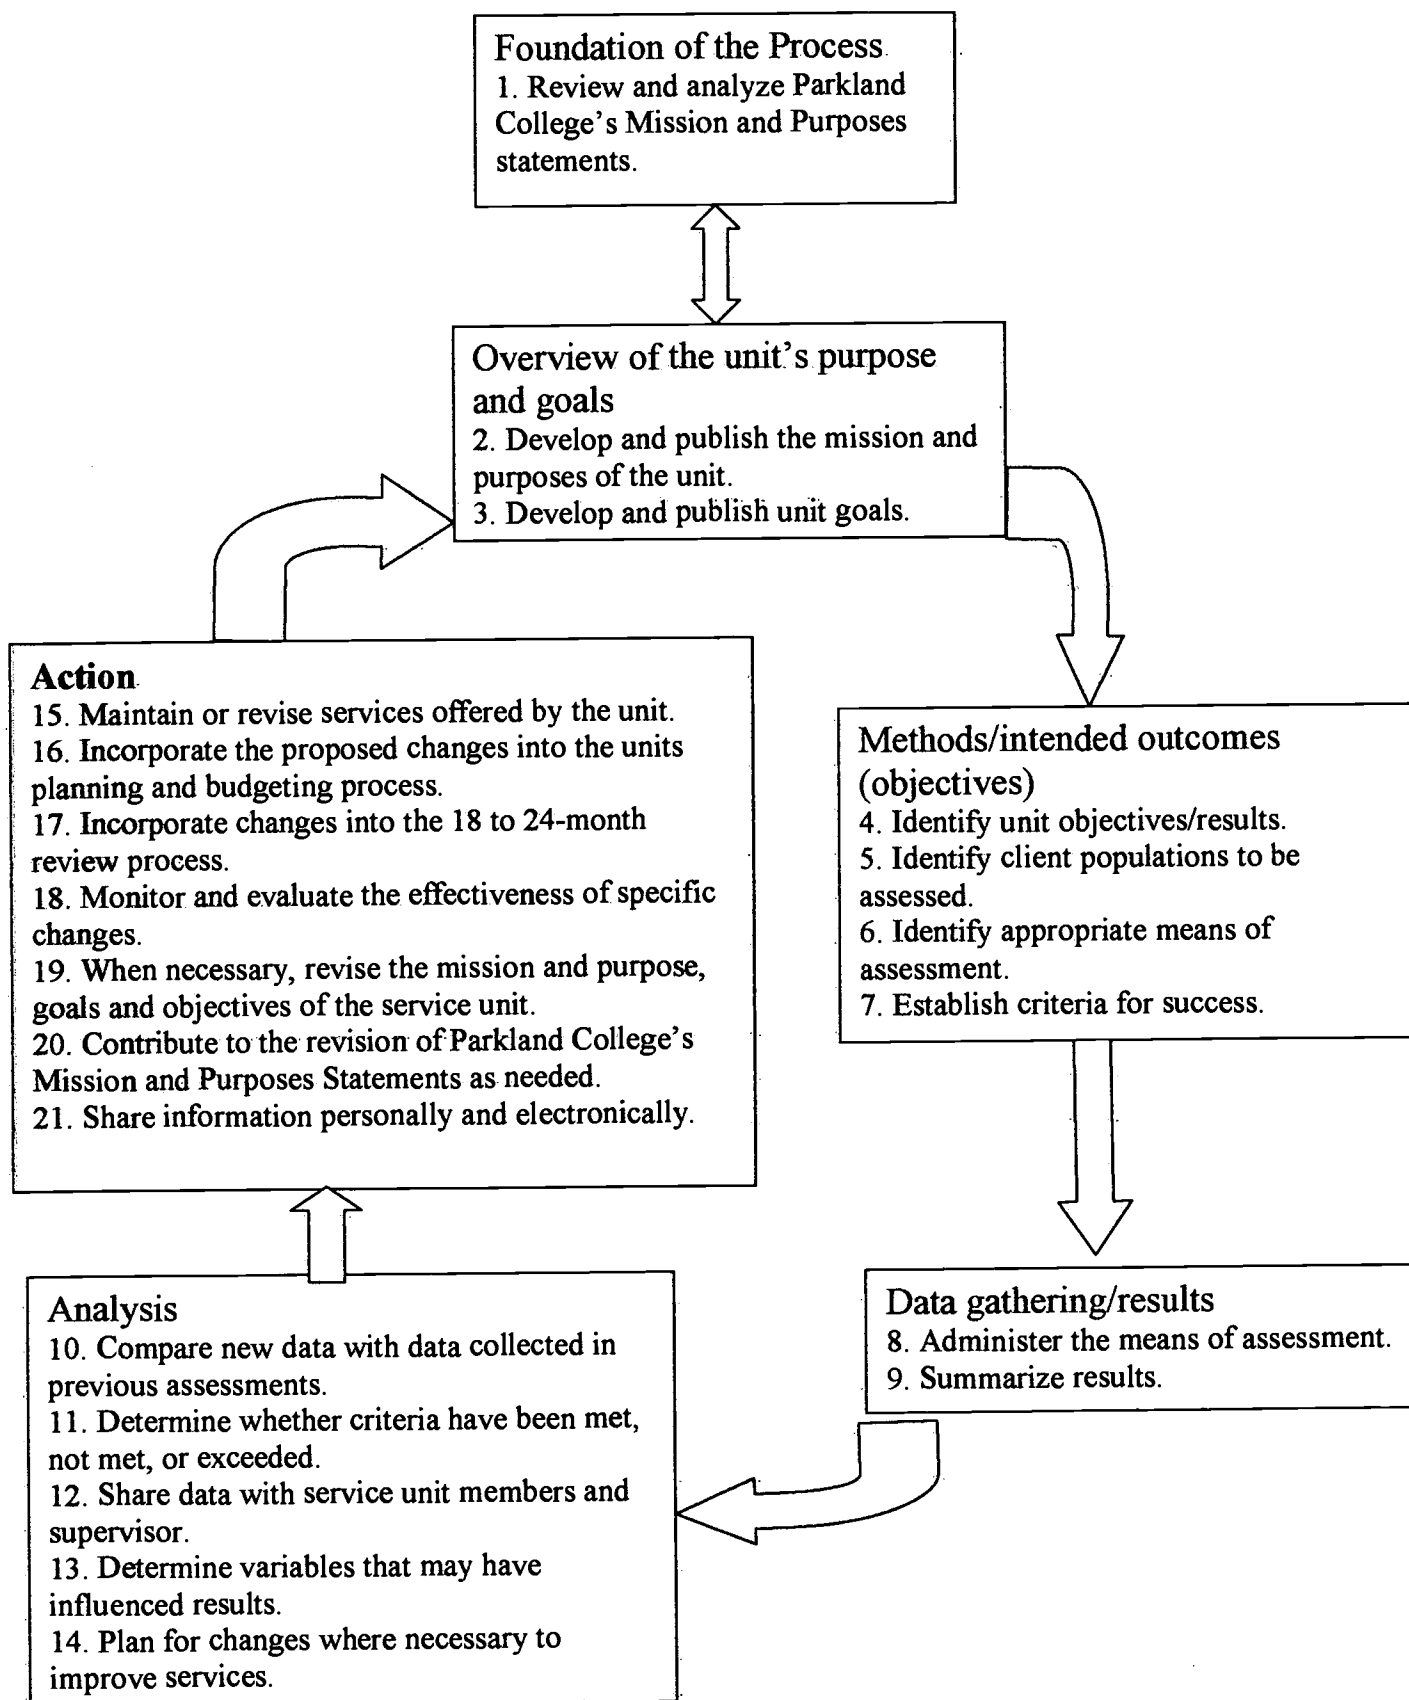 Foundation of the Process
1. Review and analyze Parkland
College's Mission and Purposes
statements.
Overview of the unit's purpose
and goals
2. Develop and publish the mission and
purposes of the unit.
3. Develop and publish unit goals.
Methods/intended outcomes
(objectives)
4. Identify unit objectives/results.
5. Identify client populations to be
assessed.
6. Identify appropriate means of
assessment.
7. Establish criteria for success.
Data gathering/results
8. Administer the means of assessment.
9. Summarize results.
Analysis
10. Compare new data with data collected in
previous assessments.
11. Determine whether criteria have been met,
not met, or exceeded.
12. Share data with service unit members and
supervisor.
13. Determine variables that may have
influenced results.
14. Plan for changes where necessary to
improve services.
Action
15. Maintain or revise services offered by the unit.
16. Incorporate the proposed changes into the units
planning and budgeting process.
17. Incorporate changes into the 18 to 24-month
review process.
18. Monitor and evaluate the effectiveness of specific
changes.
19. When necessary, revise the mission and purpose,
goals and objectives of the service unit.
20. Contribute to the revision of Parkland College's
Mission and Purposes Statements as needed.
21. Share information personally and electronically.